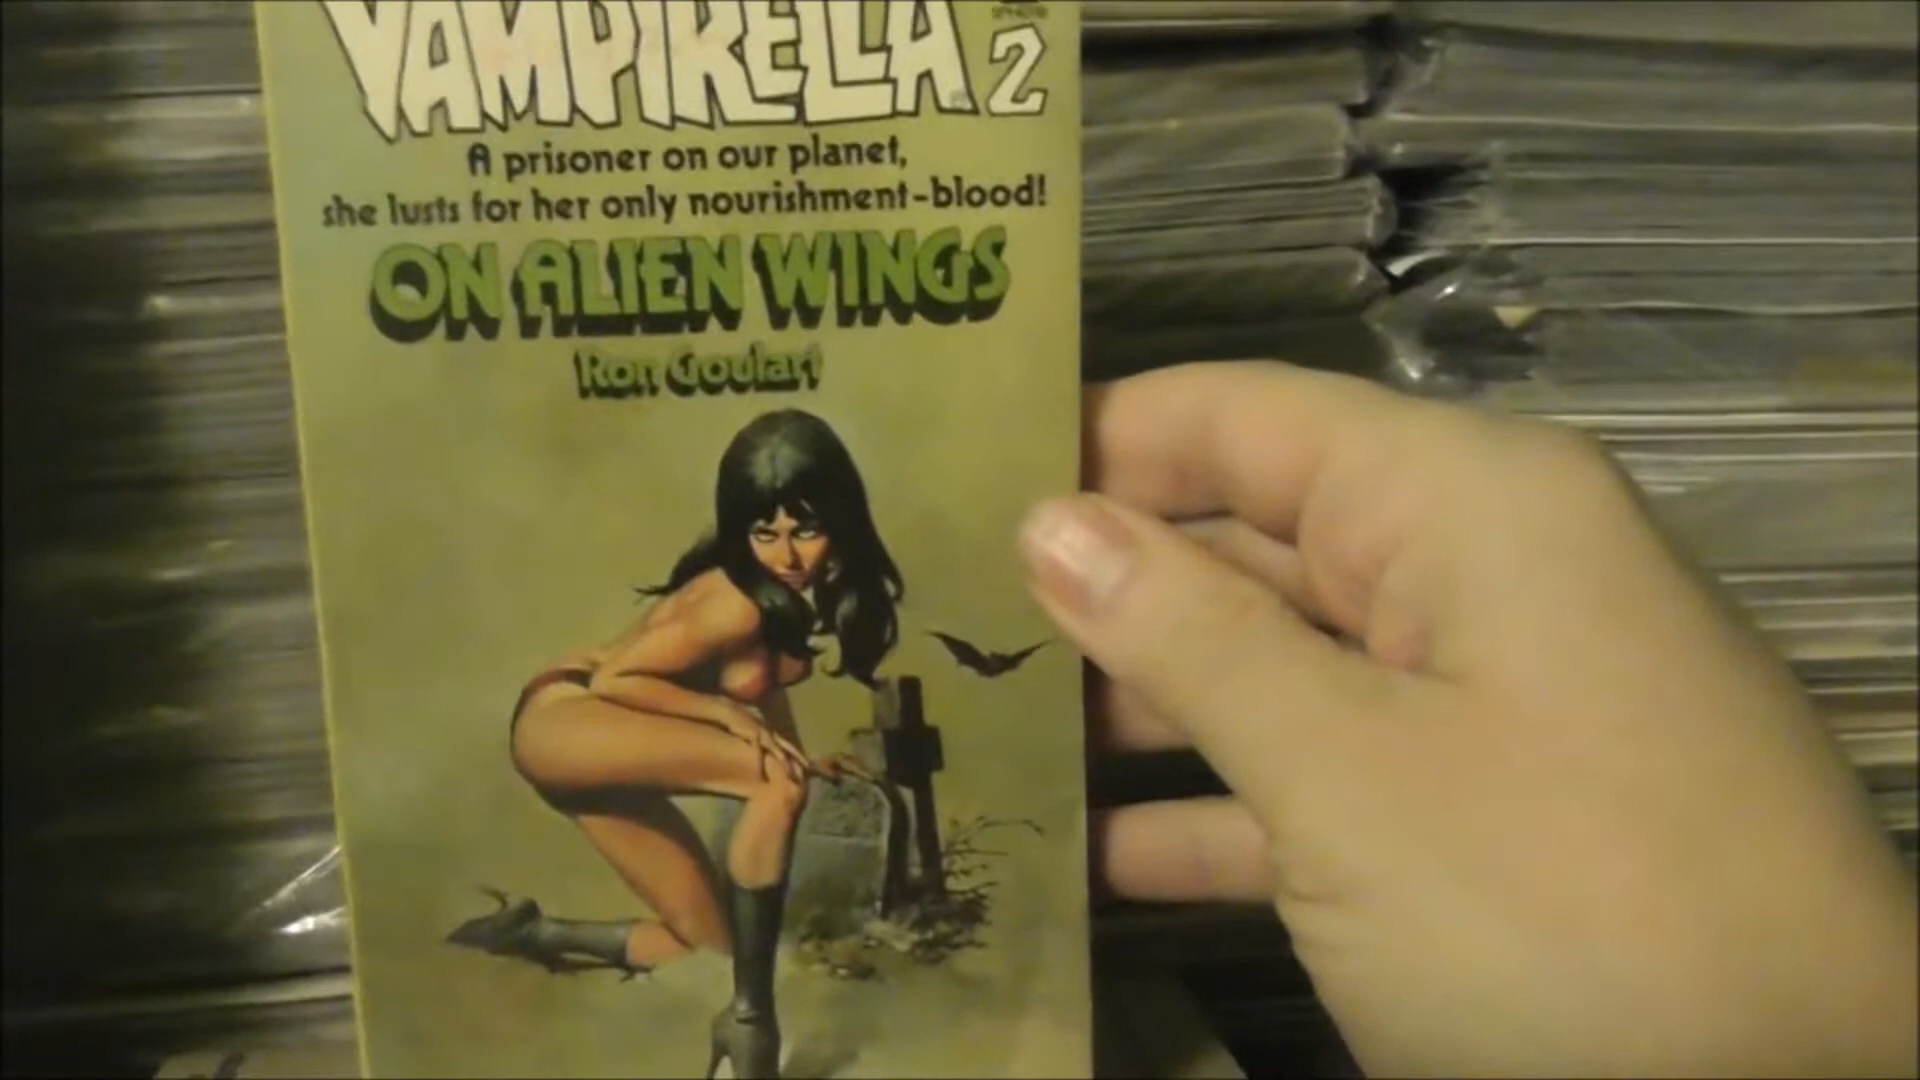 VAMPIRELLA 2
A prisoner on our planet,
she lusts for her only nourishment-blood!
ON ALIEN WINGS
Ron Goulart